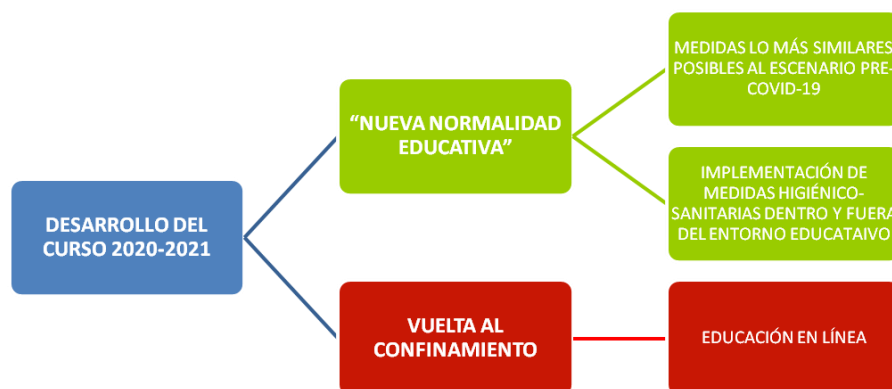 DESARROLLO DEL
CURSO 2020-2021
“NUEVA NORMALIDAD
EDUCATIVA”
MEDIDAS LO MÁS SIMILARES
POSIBLES AL ESCENARIO PRE-
COVID-19
IMPLEMENTACIÓN DE
MEDIDAS HIGIÉNICO-
SANITARIAS DENTRO Y FUERA
DEL ENTORNO EDUCATAIVO
VUELTA AL
CONFINAMIENTO
EDUCACIÓN EN LÍNEA